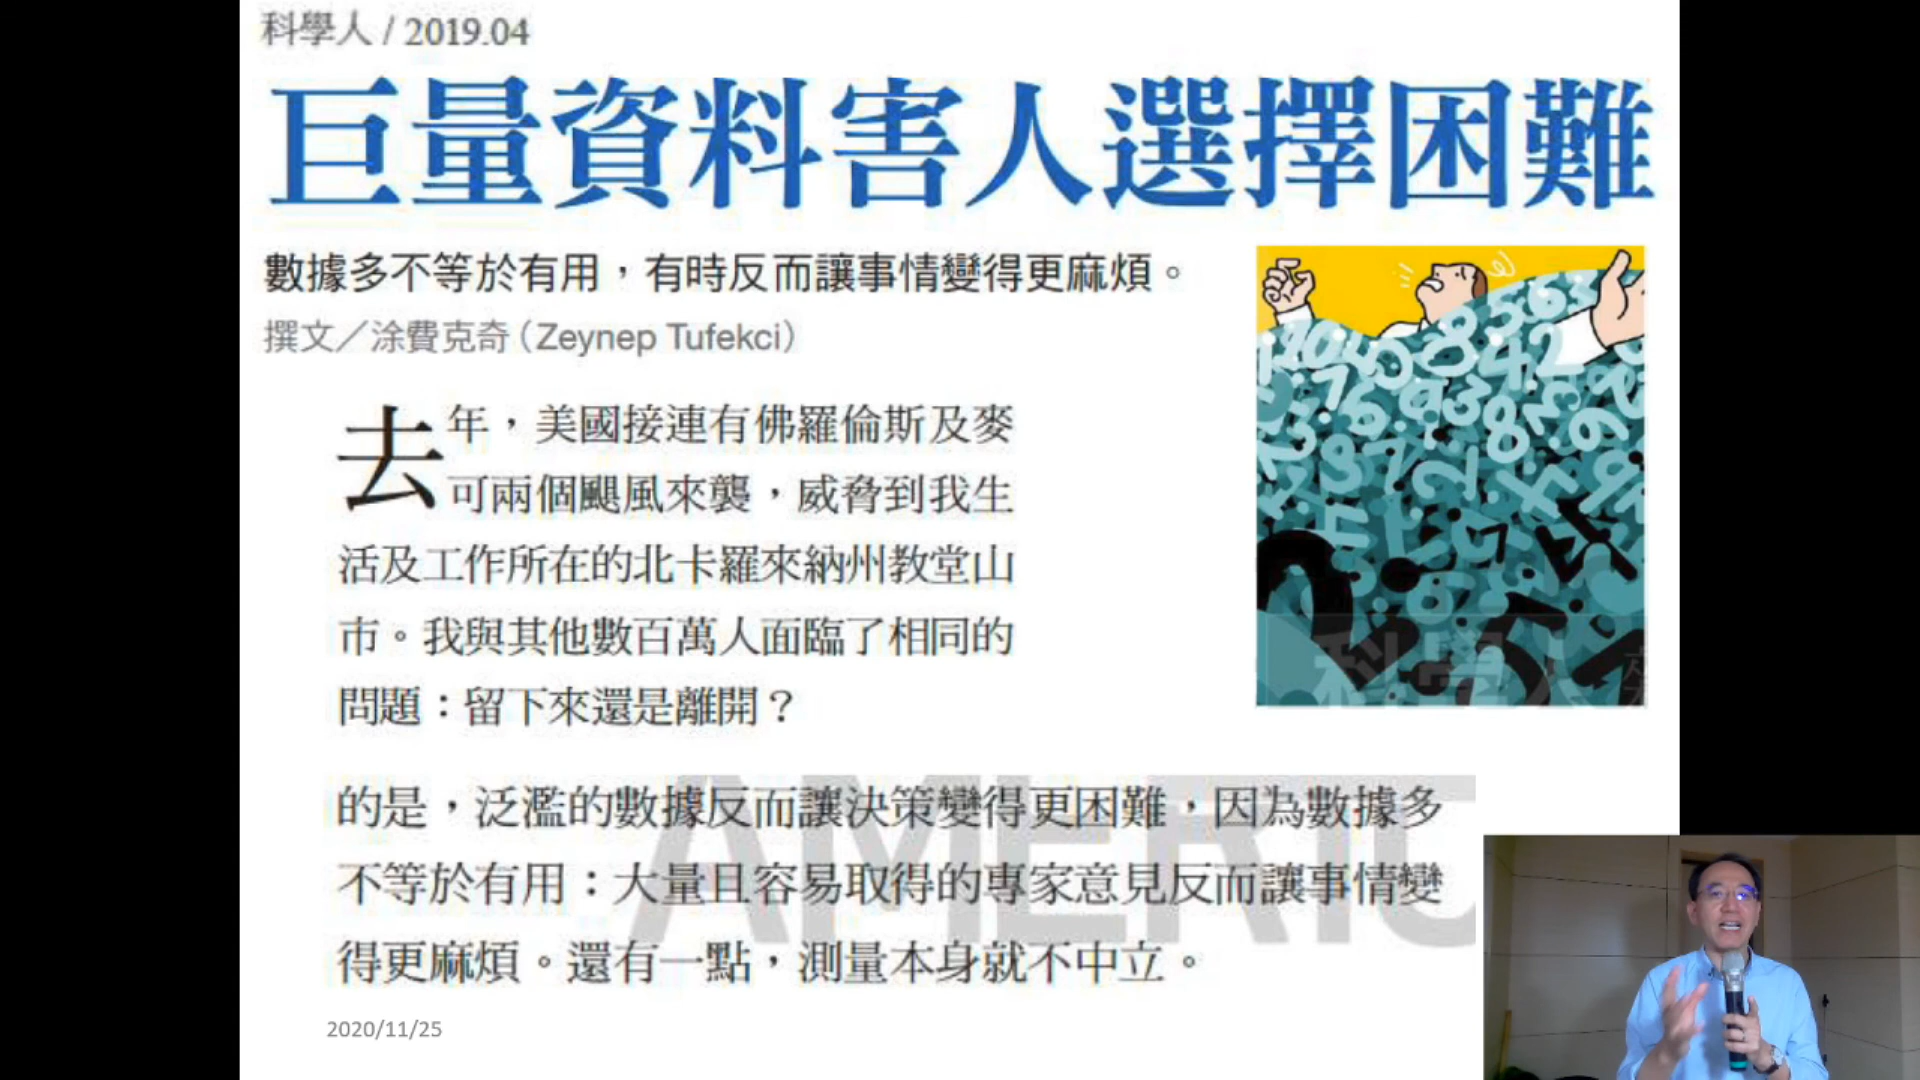 科學人 / 2019.04
巨量資料害人選擇困難
數據多不等於有用，有時反而讓事情變得更麻煩。
撰文／涂費克奇（Zeynep Tufekci）
去年，美國接連有佛羅倫斯及麥
可兩個颶風來襲，威脅到我生
活及工作所在的北卡羅來納州教堂山
市。我與其他數百萬人面臨了相同的
問題：留下來還是離開？
的是，泛濫的數據反而讓決策變得更困難，因為數據多
不等於有用：大量且容易取得的專家意見反而讓事情變
得更麻煩。還有一點，測量本身就不中立。
AMERIC
科學人
2020/11/25